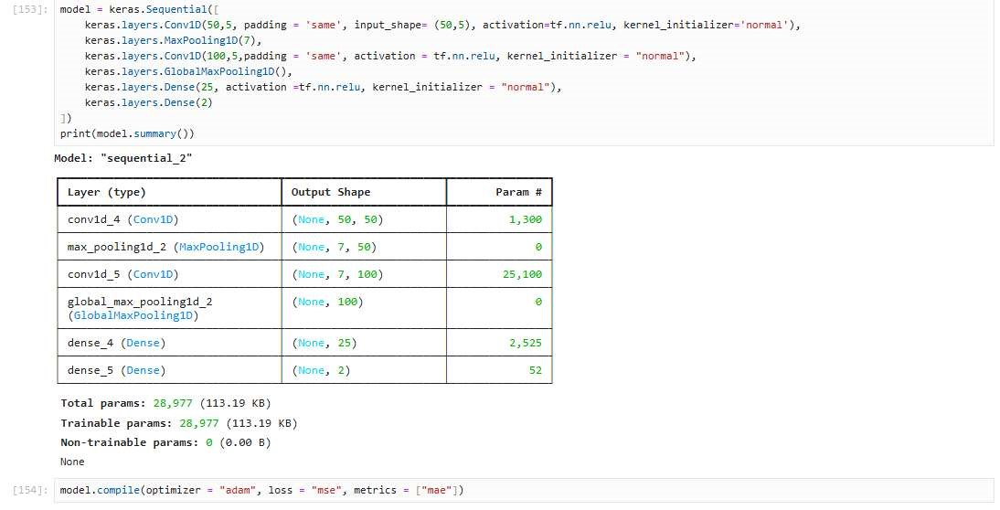 [153]: model = keras.Sequential([
keras.layers.Conv1D(50,5, padding = 'same', input_shape= (50,5), activation=tf.nn.relu, kernel_initializer='normal'),
keras.layers.MaxPooling1D(7),
keras.layers.Conv1D(100,5,padding = 'same', activation = tf.nn.relu, kernel_initializer = "normal"),
keras.layers.GlobalMaxPooling1D(),
keras.layers.Dense(25, activation =tf.nn.relu, kernel_initializer = "normal"),
keras.layers.Dense(2)
])
print(model.summary())
Model: "sequential_2"
Layer (type) Output Shape Param #
conv1d_4 (Conv1D) (None, 50, 50) 1,300
max_pooling1d_2 (MaxPooling1D) (None, 7, 50) 0
conv1d_5 (Conv1D) (None, 7, 100) 25,100
global_max_pooling1d_2 (None, 100) 0
(GlobalMaxPooling1D)
dense_4 (Dense) (None, 25) 2,525
dense_5 (Dense) (None, 2) 52
Total params: 28,977 (113.19 KB)
Trainable params: 28,977 (113.19 KB)
Non-trainable params: 0 (0.00 B)
None
[154]: model.compile(optimizer = "adam", loss = "mse", metrics = ["mae"])